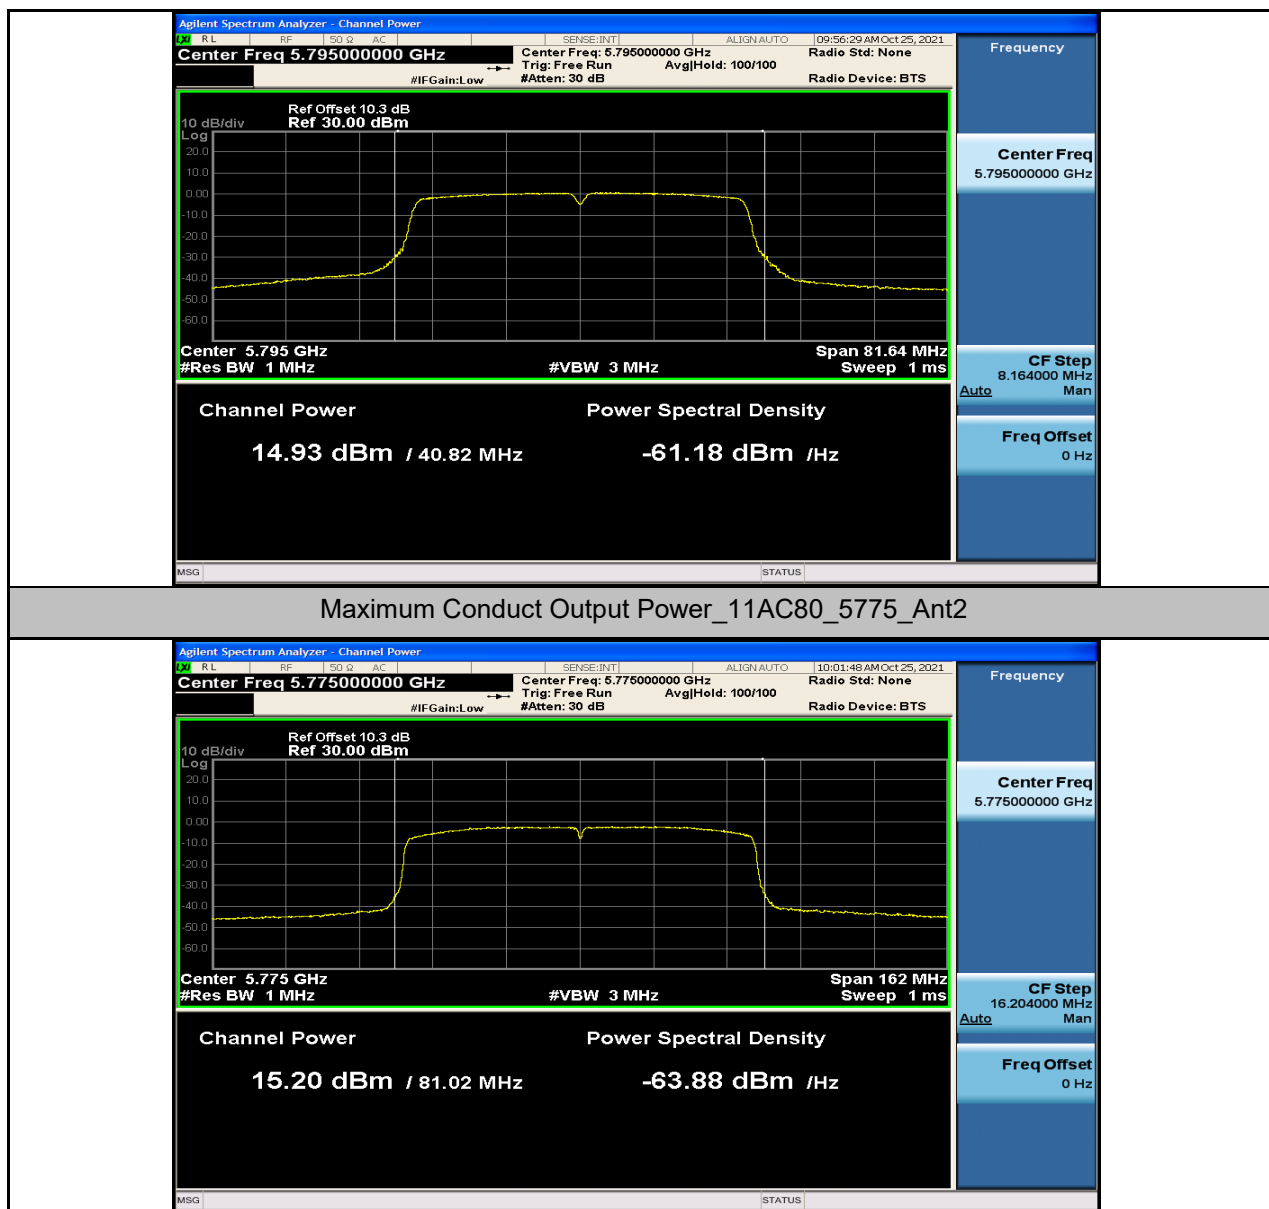 Agilent Spectrum Analyzer - Channel Power
LXI RL RF 50 Ω AC SENSE:INT ALIGN AUTO 09:56:29 AM Oct 25, 2021
Center Freq 5.795000000 GHz
Center Freq: 5.795000000 GHz Radio Std: None
Trig: Free Run Avg|Hold: 100/100
#IFGain:Low #Atten: 30 dB Radio Device: BTS
Frequency
Ref Offset 10.3 dB
10 dB/div Ref 30.00 dBm
Log
20.0
10.0
0.00
-10.0
-20.0
-30.0
-40.0
-50.0
-60.0
Center Freq
5.795000000 GHz
Center 5.795 GHz Span 81.64 MHz
#Res BW 1 MHz #VBW 3 MHz Sweep 1 ms
CF Step
8.164000 MHz
Auto Man
Channel Power Power Spectral Density
14.93 dBm / 40.82 MHz -61.18 dBm /Hz
Freq Offset
0 Hz
MSG STATUS
Maximum Conduct Output Power_11AC80_5775_Ant2
Agilent Spectrum Analyzer - Channel Power
LXI RL RF 50 Ω AC SENSE:INT ALIGN AUTO 10:01:48 AM Oct 25, 2021
Center Freq 5.775000000 GHz
Center Freq: 5.775000000 GHz Radio Std: None
Trig: Free Run Avg|Hold: 100/100
#IFGain:Low #Atten: 30 dB Radio Device: BTS
Frequency
Ref Offset 10.3 dB
10 dB/div Ref 30.00 dBm
Log
20.0
10.0
0.00
-10.0
-20.0
-30.0
-40.0
-50.0
-60.0
Center Freq
5.775000000 GHz
Center 5.775 GHz Span 162 MHz
#Res BW 1 MHz #VBW 3 MHz Sweep 1 ms
CF Step
16.204000 MHz
Auto Man
Channel Power Power Spectral Density
15.20 dBm / 81.02 MHz -63.88 dBm /Hz
Freq Offset
0 Hz
MSG STATUS